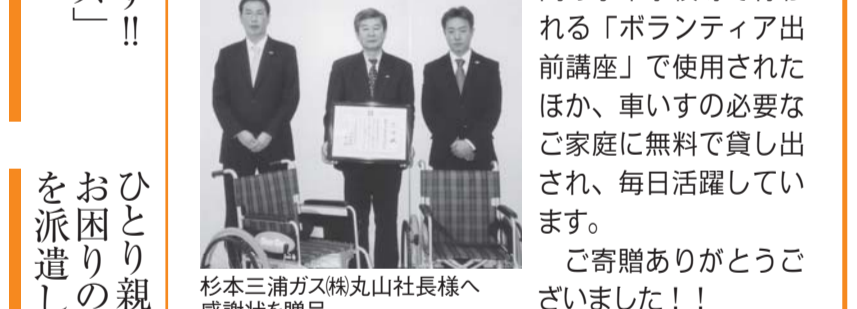 れる「ボランティア出
前講座」で使用された
ほか、車いすの必要な
ご家庭に無料で貸し出
され、毎日活躍してい
ます。
ご寄贈ありがとうご
ざいました!!
杉本三浦ガス㈱丸山社長様へ
感謝状を贈呈
す!!
ス」
ひとり親
お困りの
を派遣し